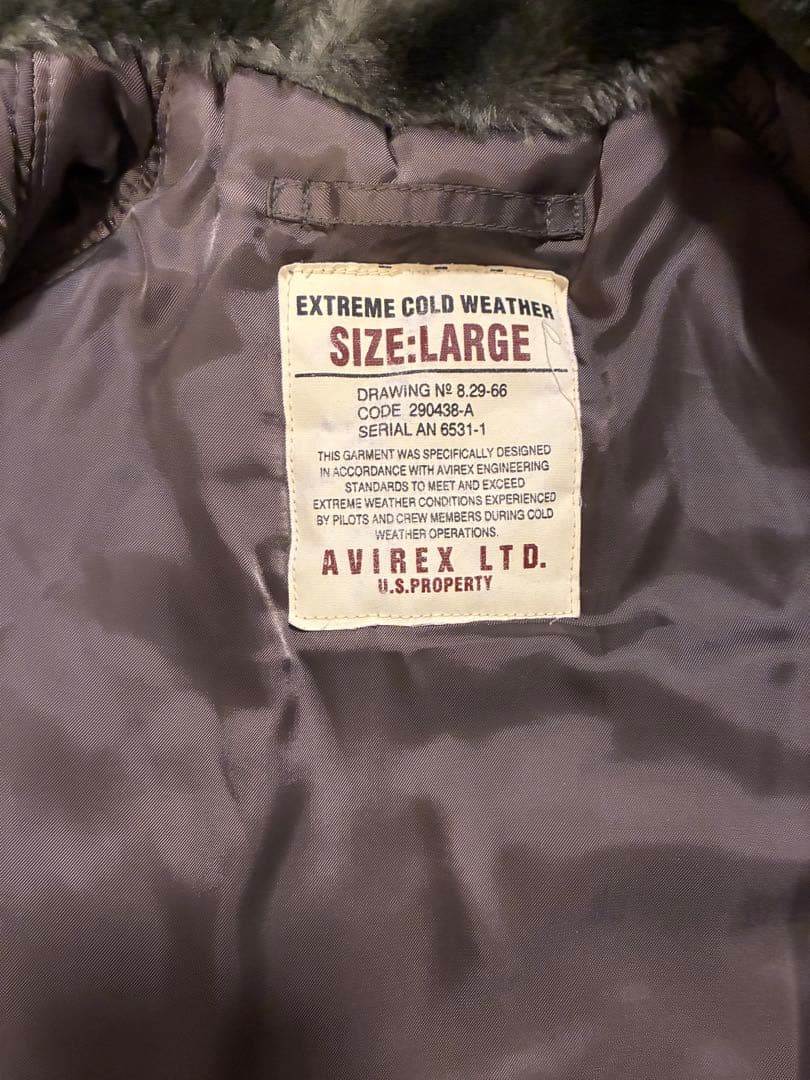 EXTREME COLD WEATHER
SIZE:LARGE
DRAWING Nº 8.29-66
CODE 290438-A
SERIAL AN 6531-1
THIS GARMENT WAS SPECIFICALLY DESIGNED
IN ACCORDANCE WITH AVIREX ENGINEERING
STANDARDS TO MEET AND EXCEED
EXTREME WEATHER CONDITIONS EXPERIENCED
BY PILOTS AND CREW MEMBERS DURING COLD
WEATHER OPERATIONS.
AVIREX LTD.
U.S.PROPERTY